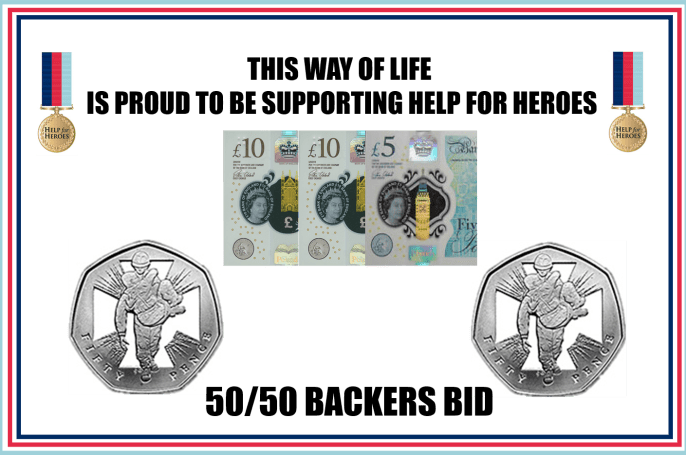 THIS WAY OF LIFE
IS PROUD TO BE SUPPORTING HELP FOR HEROES
HELP for
HEROES
HELP for
HEROES
£10
£10
£5
FIFTY PENCE
FIFTY PENCE
50/50 BACKERS BID